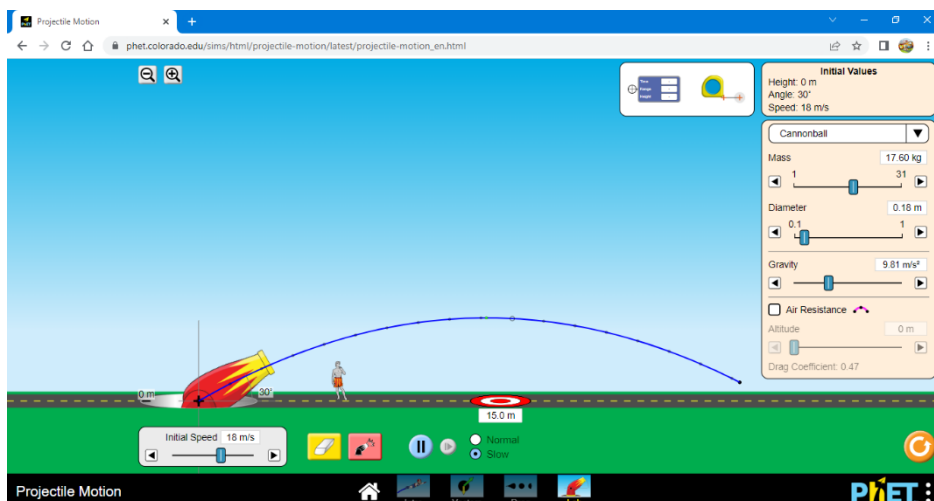 Projectile Motion
phet.colorado.edu/sims/html/projectile-motion/latest/projectile-motion_en.html
Initial Values
Height: 0 m
Angle: 30°
Speed: 18 m/s
Cannonball
Mass 17.60 kg
1 31
Diameter 0.18 m
0.1 1
Gravity 9.81 m/s²
Air Resistance
Altitude 0 m
Drag Coefficient: 0.47
Time
Range
Height
0 m
30°
15.0 m
Initial Speed 18 m/s
Normal
Slow
Projectile Motion
PhET